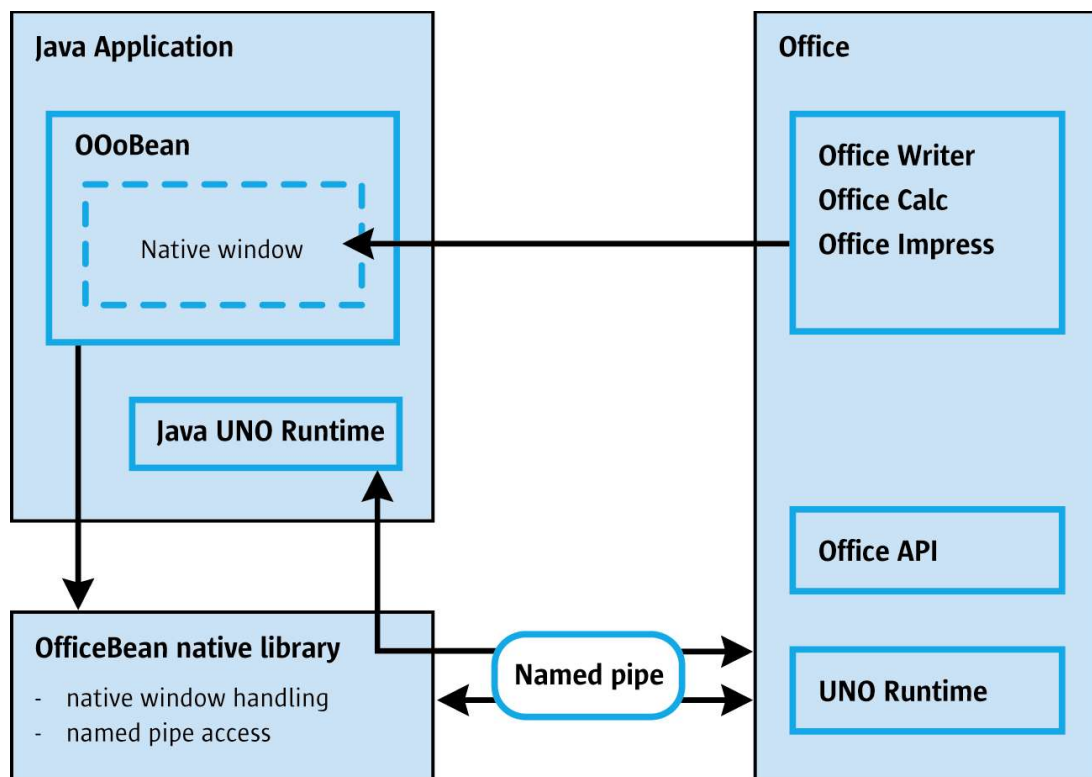 Java Application
OOoBean
Native window
Java UNO Runtime
OfficeBean native library
- native window handling
- named pipe access
Named pipe
Office
Office Writer
Office Calc
Office Impress
Office API
UNO Runtime